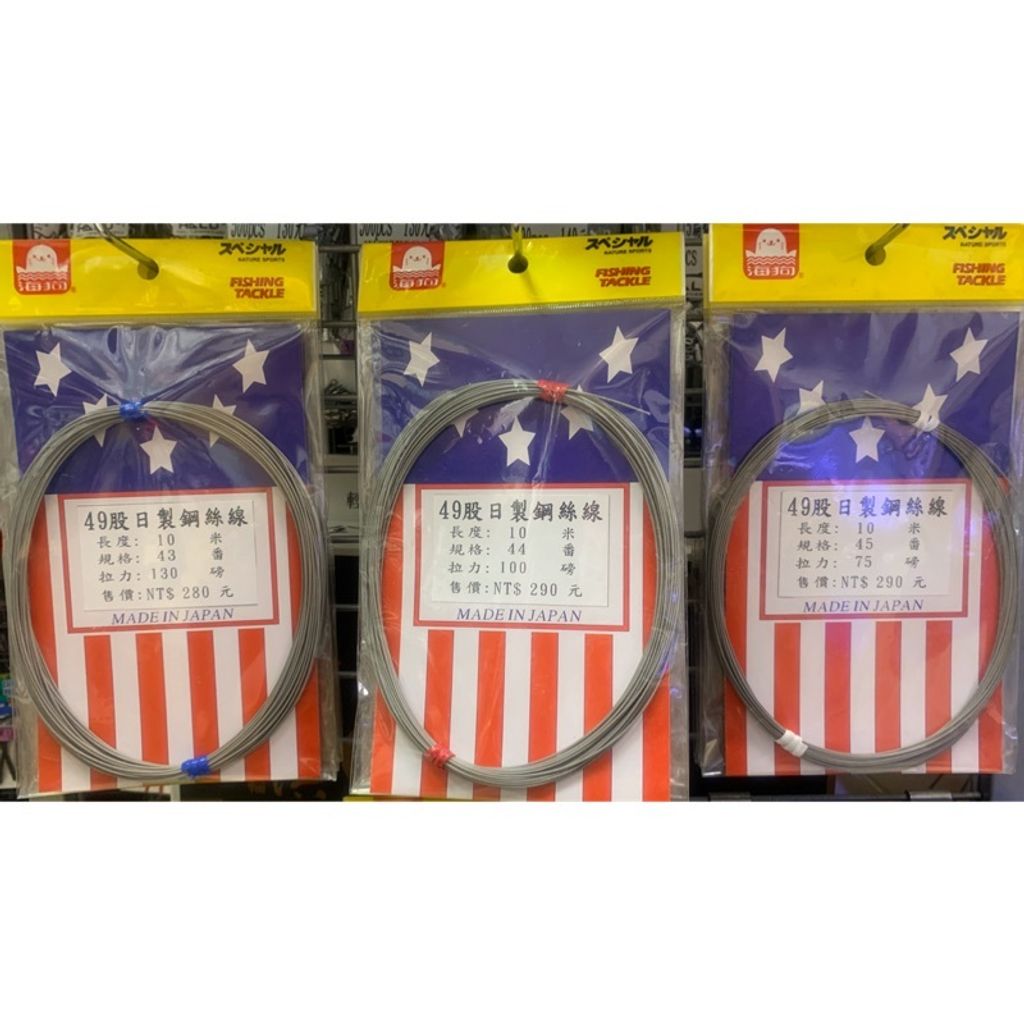 スペシャル
NATURE SPORTS
海狗
FISHING
TACKLE
49股日製鋼絲線
長度: 10 米
規格: 43 番
拉力: 130 磅
售價:NT$ 280 元
MADE IN JAPAN
スペシャル
NATURE SPORTS
海狗
FISHING
TACKLE
49股日製鋼絲線
長度: 10 米
規格: 44 番
拉力: 100 磅
售價:NT$ 290 元
MADE IN JAPAN
スペシャル
NATURE SPORTS
海狗
FISHING
TACKLE
49股日製鋼絲線
長度: 10 米
規格: 45 番
拉力: 75 磅
售價:NT$ 290 元
MADE IN JAPAN